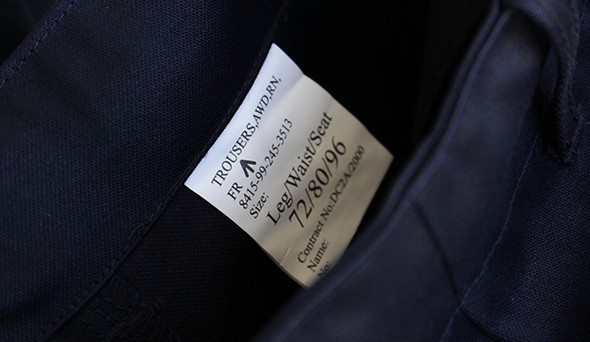 TROUSERS,AWD,RN,
FR
8415-99-245-3513
Size:
Leg/Waist/Seat
72/80/96
Contract No:DC2A/2000
Name:
No: